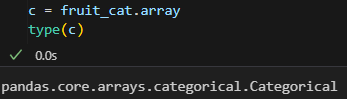 c = fruit_cat.array
type(c)
✓ 0.0s
pandas.core.arrays.categorical.Categorical